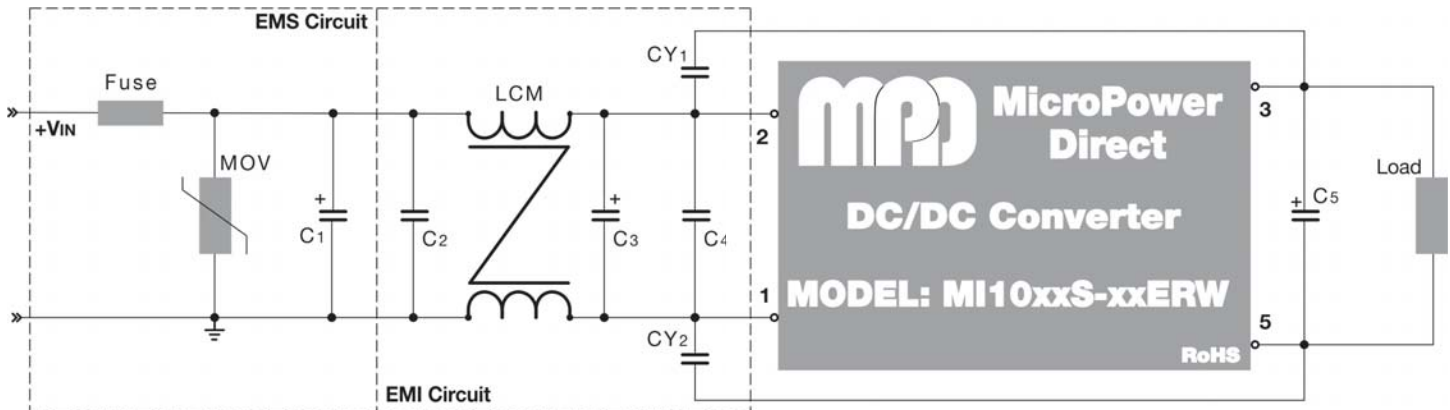 EMS Circuit
Fuse
+VIN
MOV
C1
C2
LCM
C3
C4
CY1
CY2
EMI Circuit
2
1
MPD
MicroPower
Direct
DC/DC Converter
MODEL: MI10xxS-xxERW
RoHS
3
5
C5
Load
+
+
+